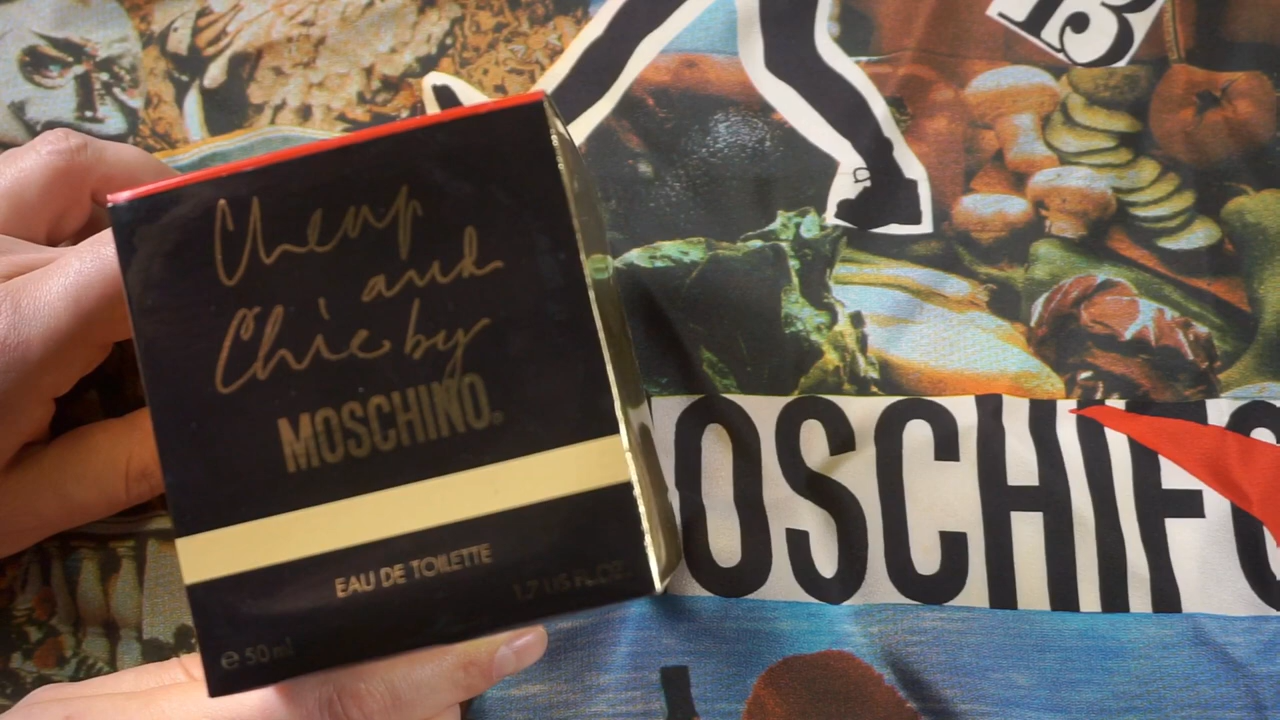 13
Cheap
and
Chic by
MOSCHINO®
EAU DE TOILETTE
1.7 US FL.OZ.
e 50 ml
OSCHIFO